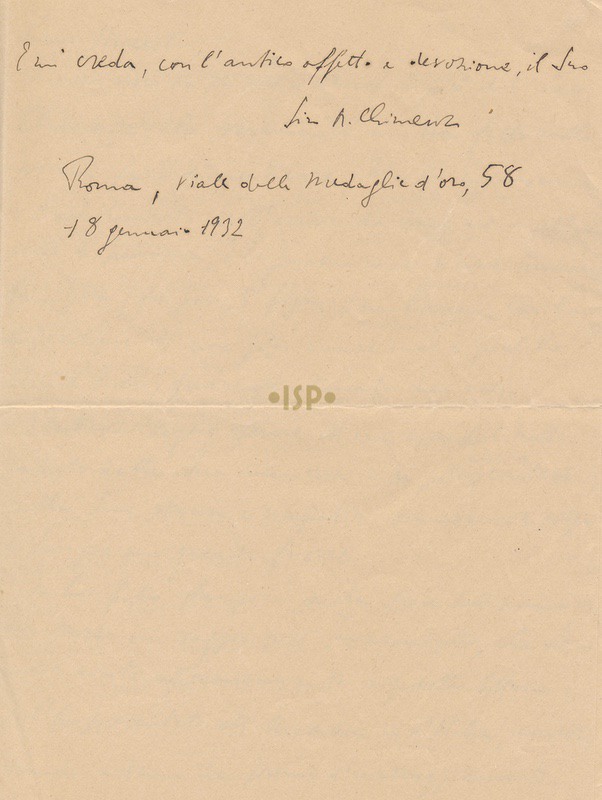 E mi creda, con l'antico affetto e devozione, il Suo
Siro A. Chimenz
Roma, viale delle Medaglie d'oro, 58
18 gennaio 1932
•ISP•